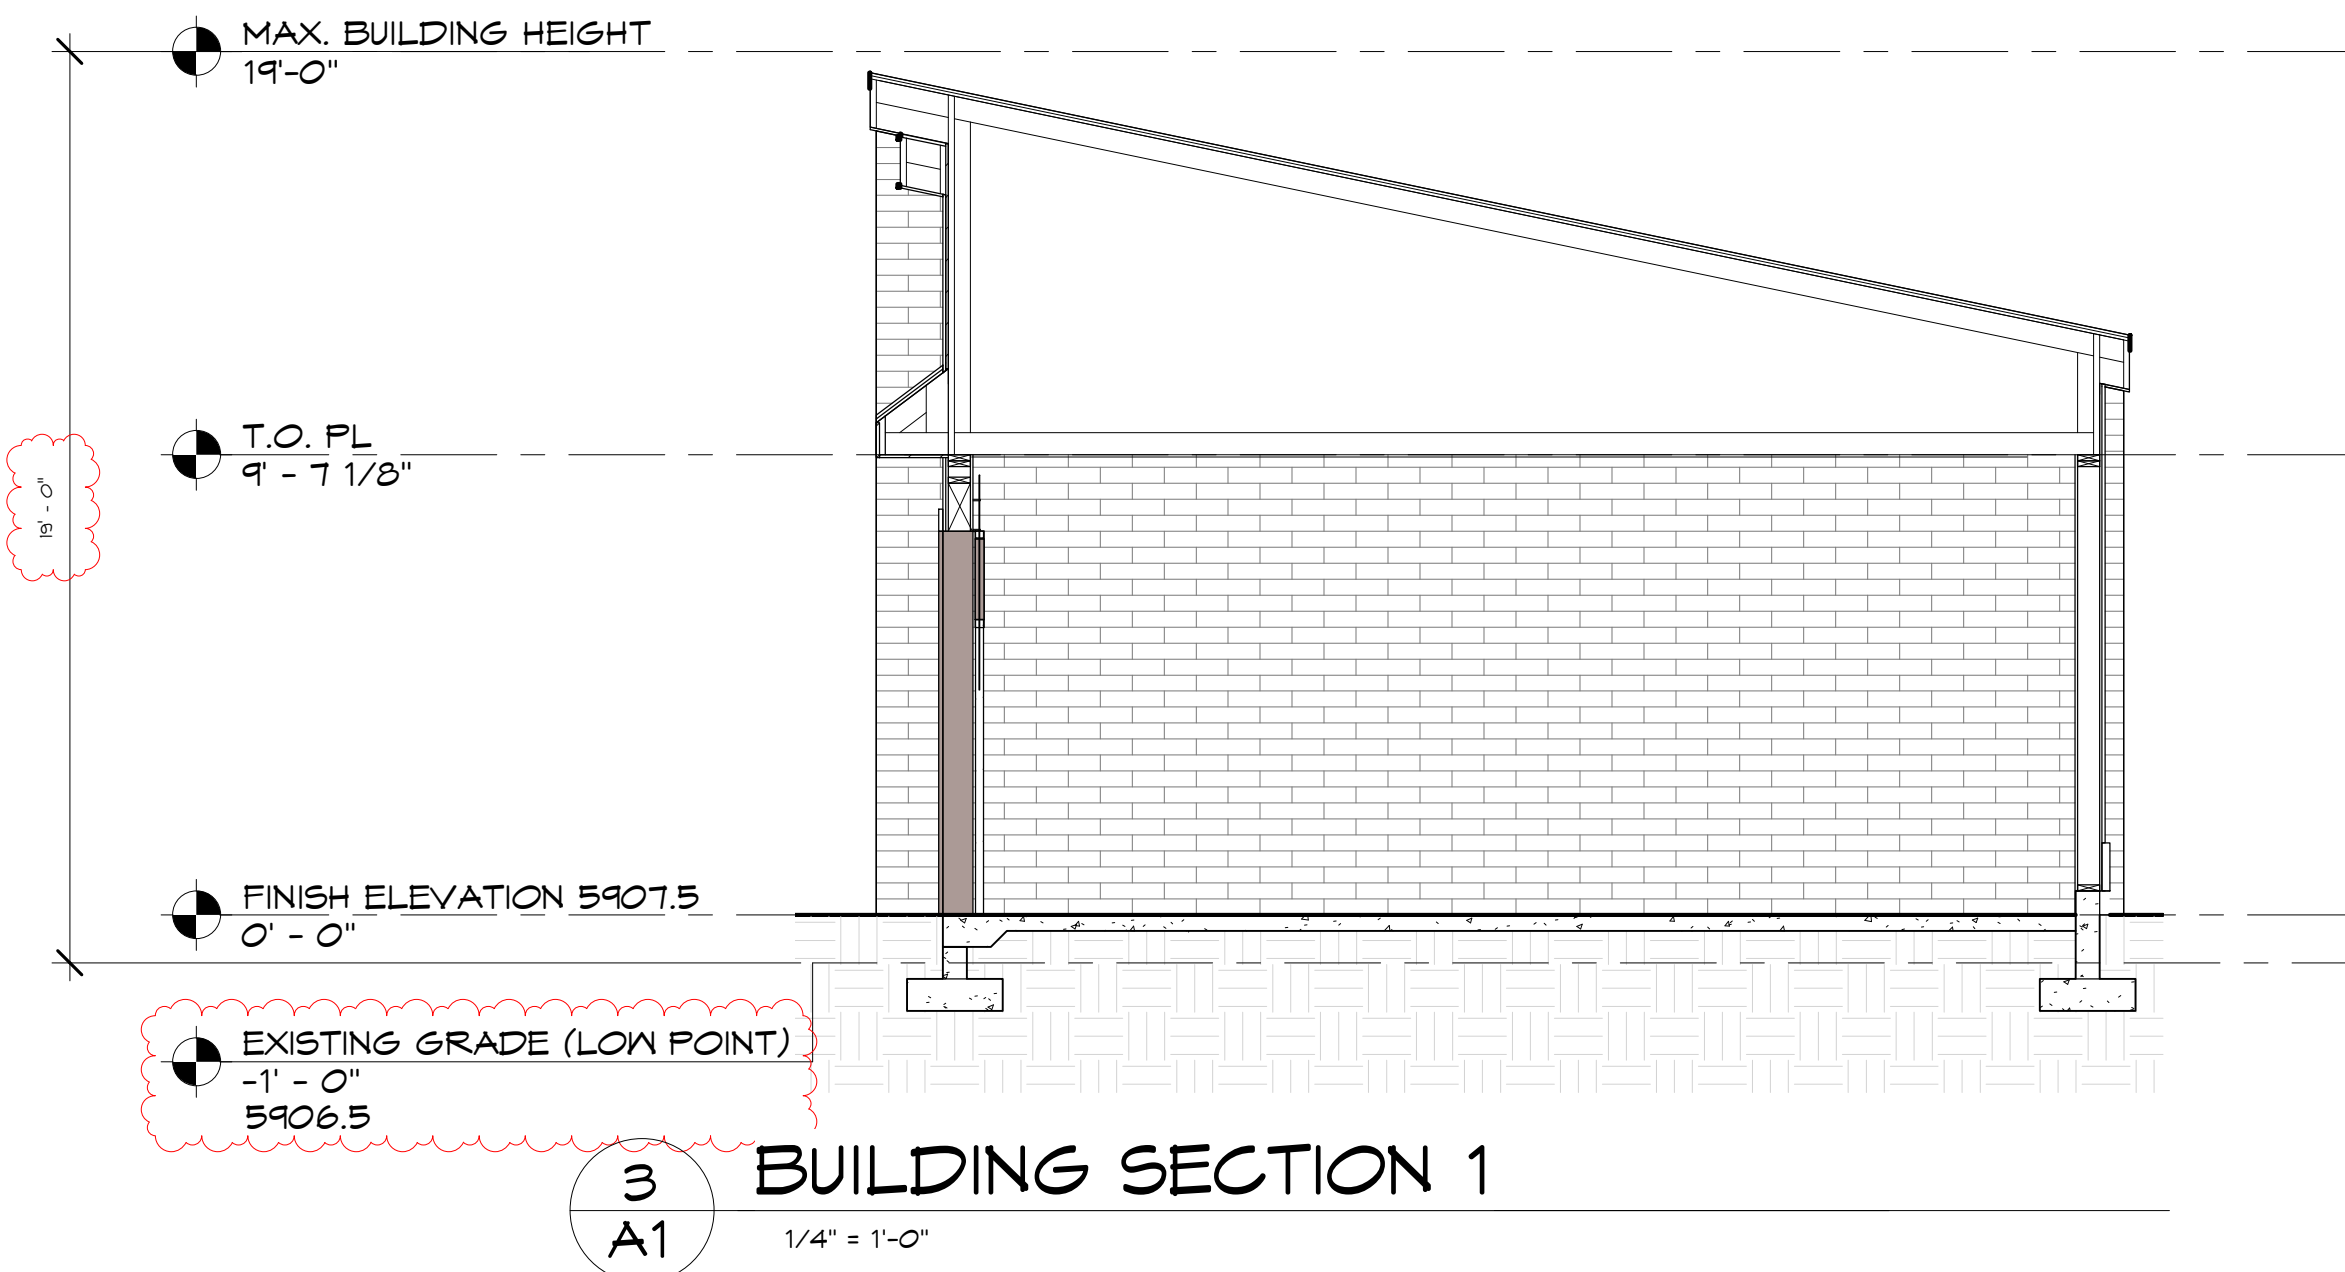 MAX. BUILDING HEIGHT
19'-0"
T.O. PL
9' - 7 1/8"
19' - 0"
FINISH ELEVATION 5907.5
0' - 0"
EXISTING GRADE (LOW POINT)
-1' - 0"
5906.5
3
A1
BUILDING SECTION 1
1/4" = 1'-0"